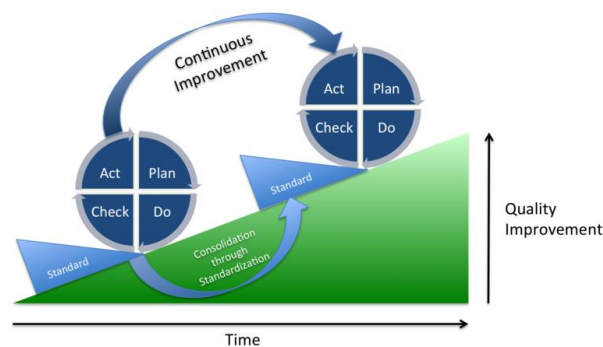 Continuous
Improvement
Act
Plan
Check
Do
Act
Plan
Check
Do
Standard
Standard
Consolidation
through
Standardization
Quality
Improvement
Time